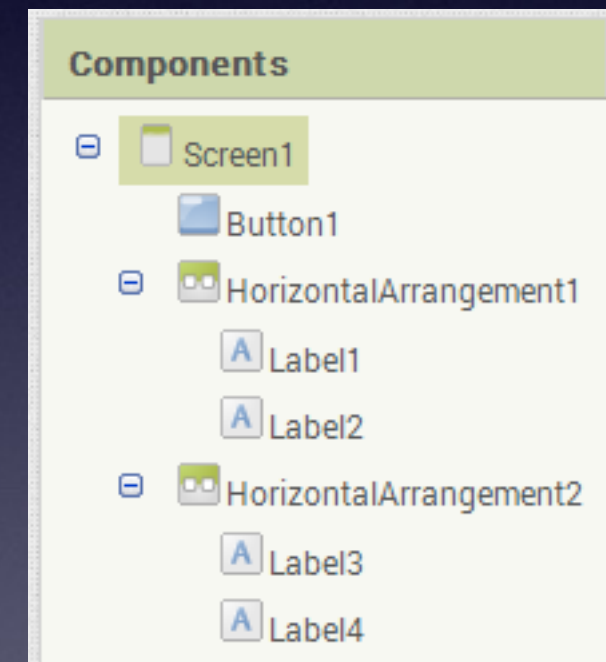 Components
Screen1
Button1
HorizontalArrangement1
A Label1
A Label2
HorizontalArrangement2
A Label3
A Label4